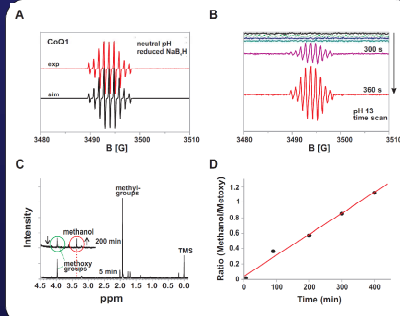 A
CoQ1
neutral pH
reduced NaB4H
exp
sim
3480 3490 3500 3510
B [G]
B
300 s
360 s
pH 13
time scan
3480 3490 3500 3510
B [G]
C
Intensity
methyl-
groups
methanol
200 min
methoxy
groups
5 min
TMS
4.5 4.0 3.5 3.0 2.5 2.0 1.5 1.0 0.5 0.0
ppm
D
Ratio (Methanol/Metoxy)
1.2
1
0.8
0.6
0.4
0.2
0
0 100 200 300 400
Time (min)